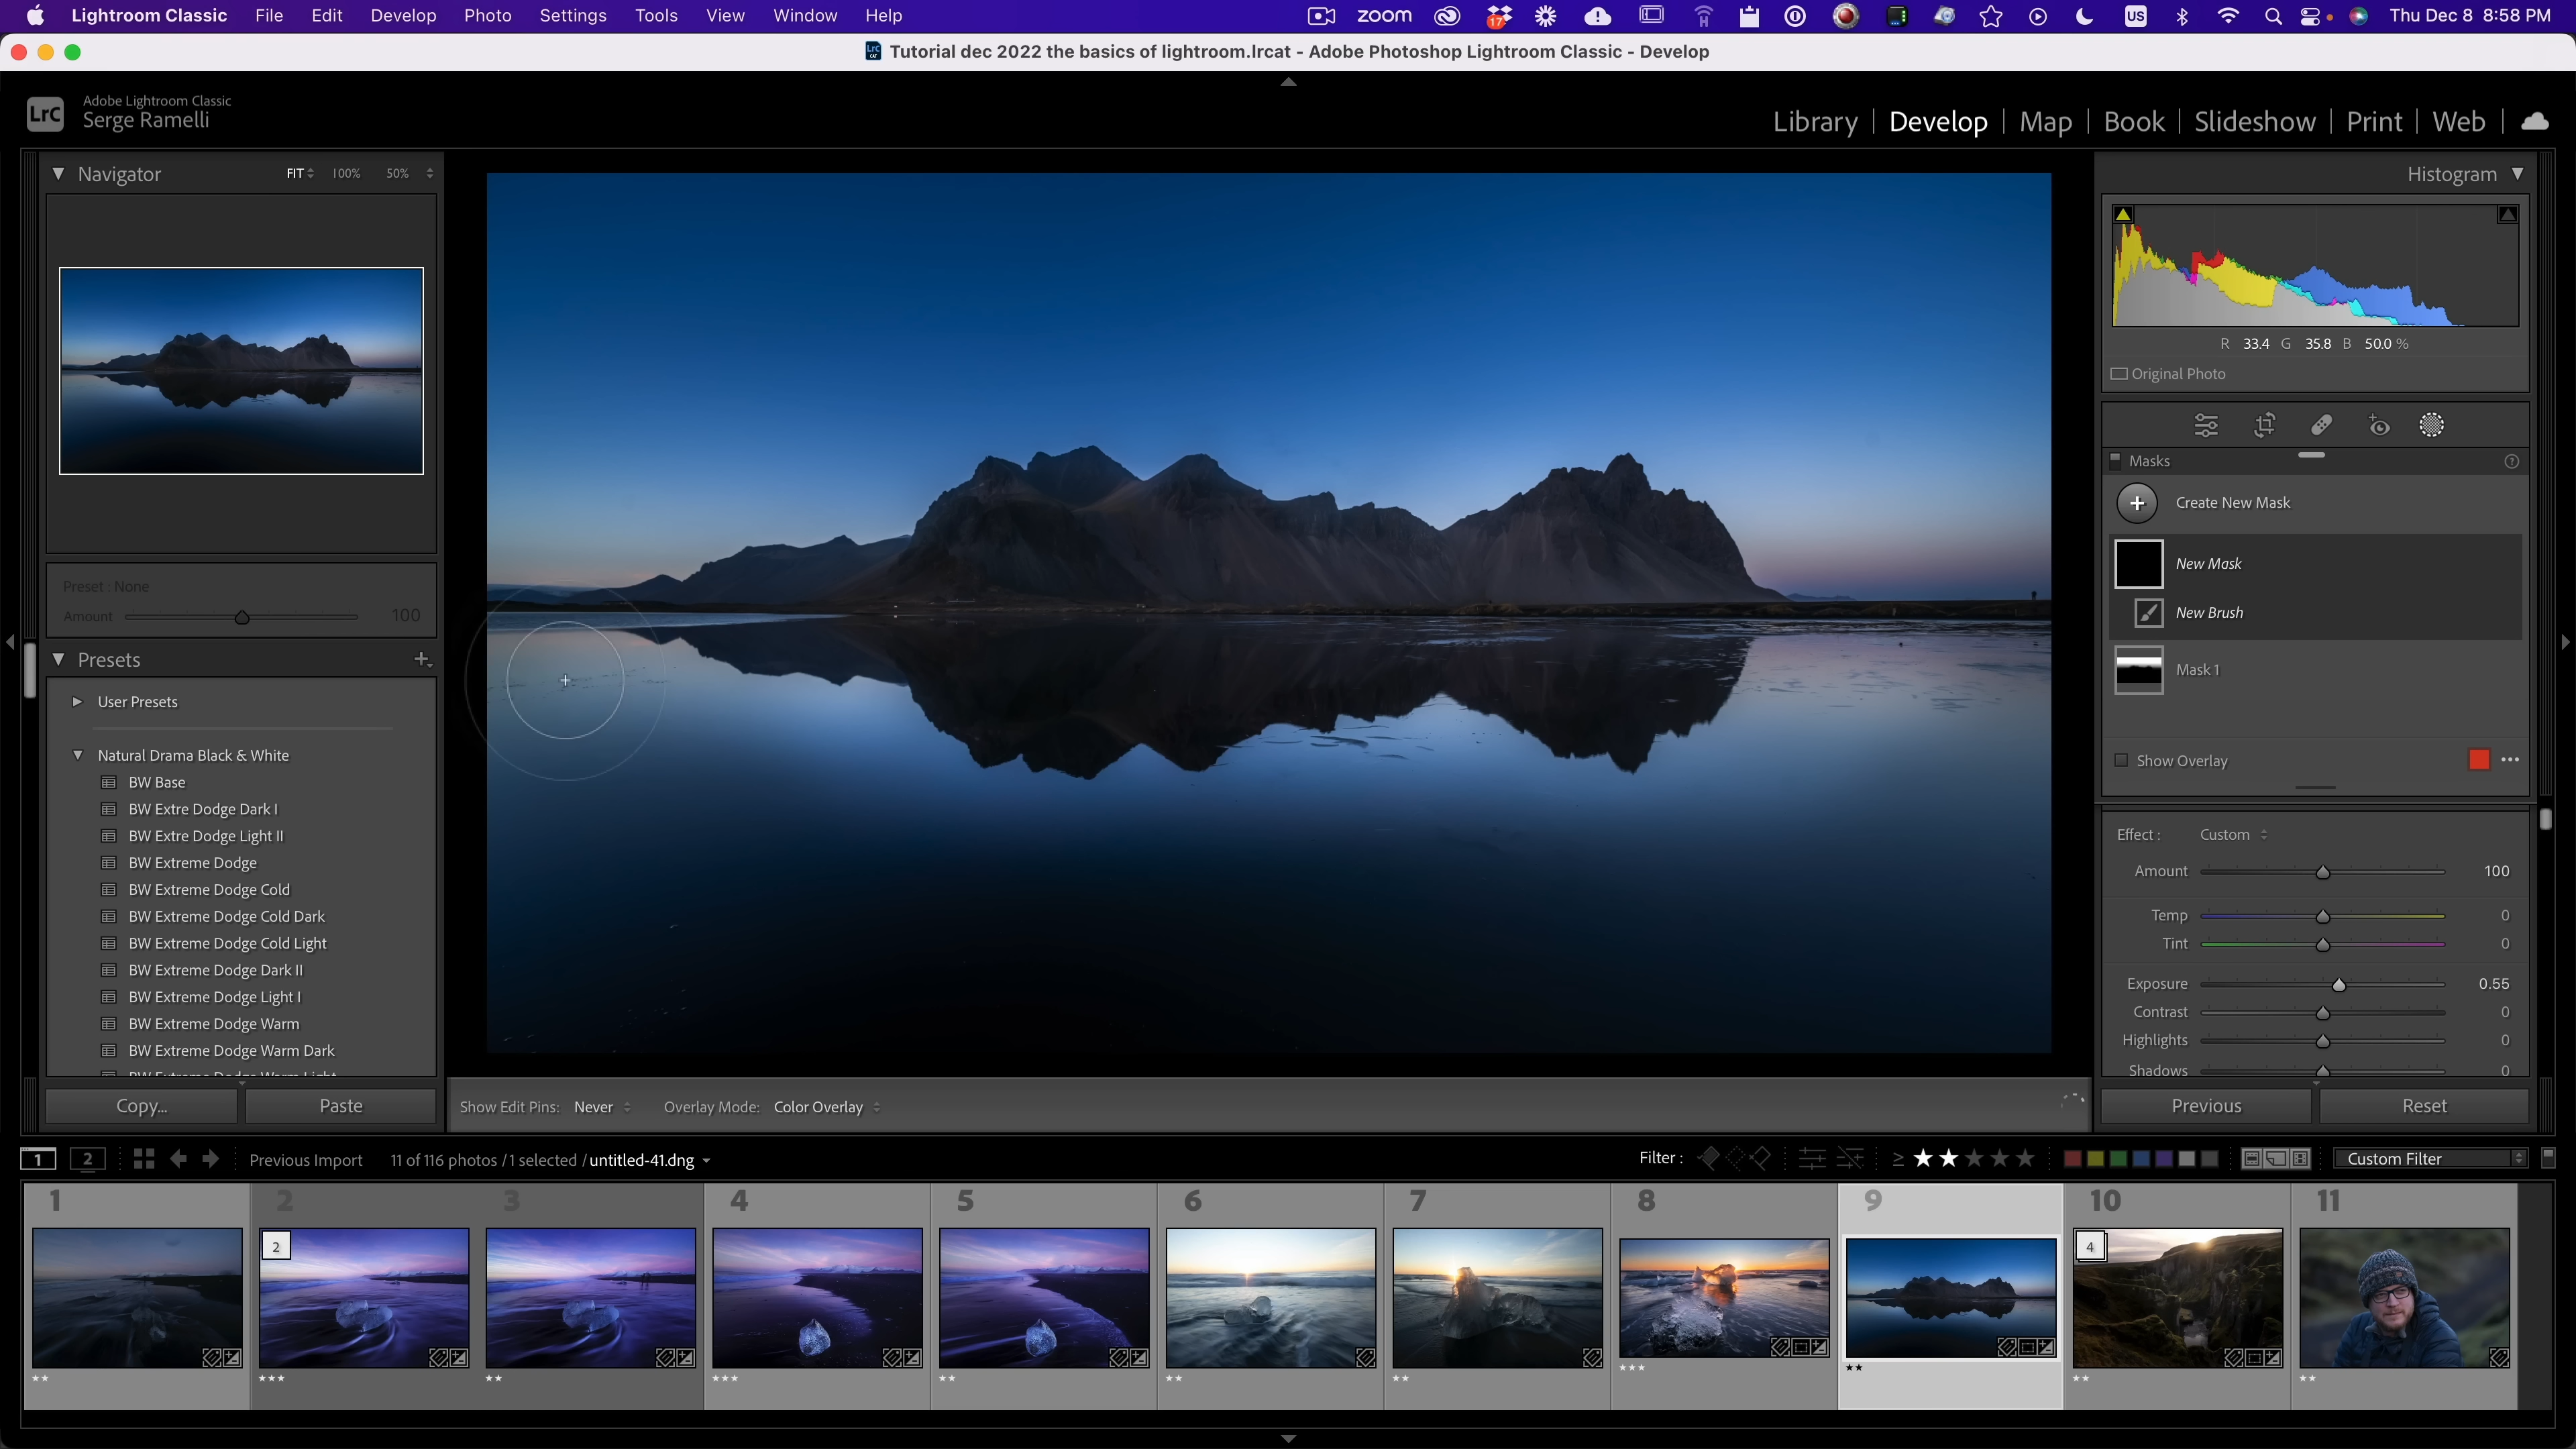 Lightroom Classic File Edit Develop Photo Settings Tools View Window Help zoom 17 US Thu Dec 8 8:58 PM
Tutorial dec 2022 the basics of lightroom.lrcat - Adobe Photoshop Lightroom Classic - Develop
LrC
Adobe Lightroom Classic
Serge Ramelli
Library | Develop | Map | Book | Slideshow | Print | Web |
Navigator FIT 100% 50%
Preset : None
Amount 100
Presets
User Presets
Natural Drama Black & White
BW Base
BW Extre Dodge Dark I
BW Extre Dodge Light II
BW Extreme Dodge
BW Extreme Dodge Cold
BW Extreme Dodge Cold Dark
BW Extreme Dodge Cold Light
BW Extreme Dodge Dark II
BW Extreme Dodge Light I
BW Extreme Dodge Warm
BW Extreme Dodge Warm Dark
BW Extreme Dodge Warm Light
Copy... Paste
Show Edit Pins: Never Overlay Mode: Color Overlay
Histogram
R 33.4 G 35.8 B 50.0 %
Original Photo
Masks
Create New Mask
New Mask
New Brush
Mask 1
Show Overlay
Effect : Custom
Amount 100
Temp 0
Tint 0
Exposure 0.55
Contrast 0
Highlights 0
Shadows 0
Previous Reset
1 2 Previous Import 11 of 116 photos / 1 selected / untitled-41.dng Filter : ≥ Custom Filter
1 2 3 4 5 6 7 8 9 10 11
2 4